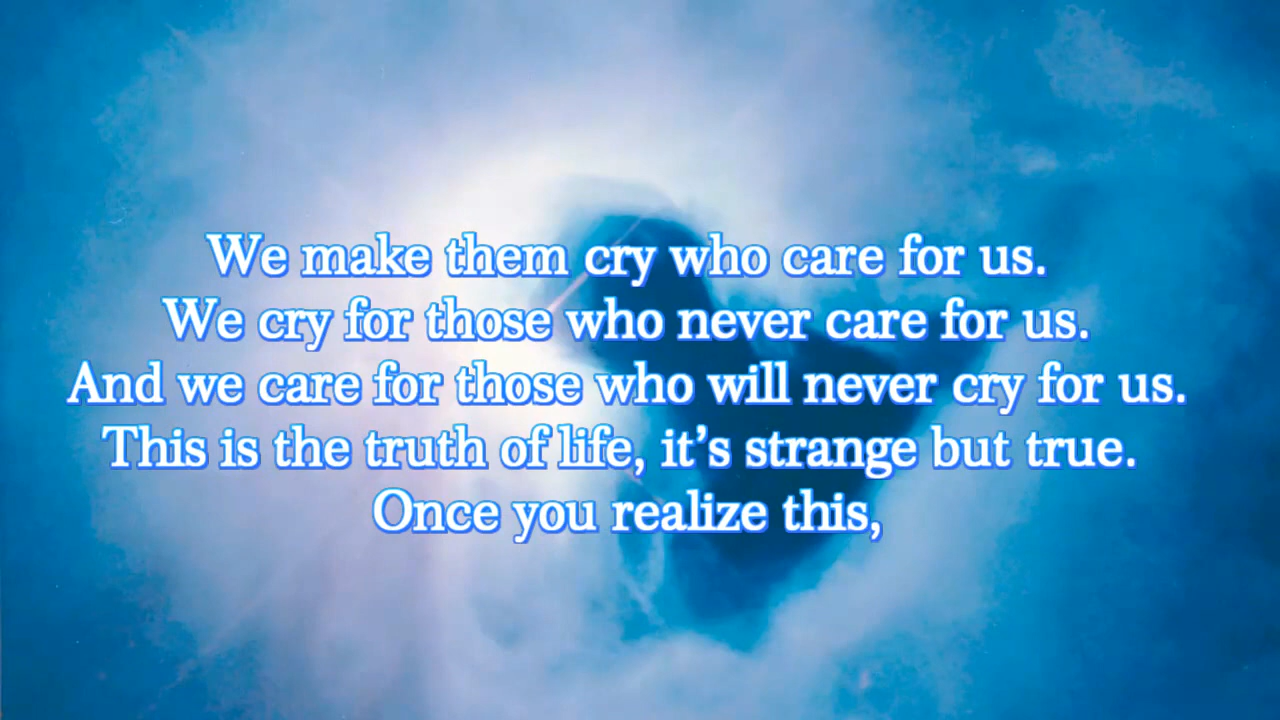 We make them cry who care for us.
We cry for those who never care for us.
And we care for those who will never cry for us.
This is the truth of life, it’s strange but true.
Once you realize this,